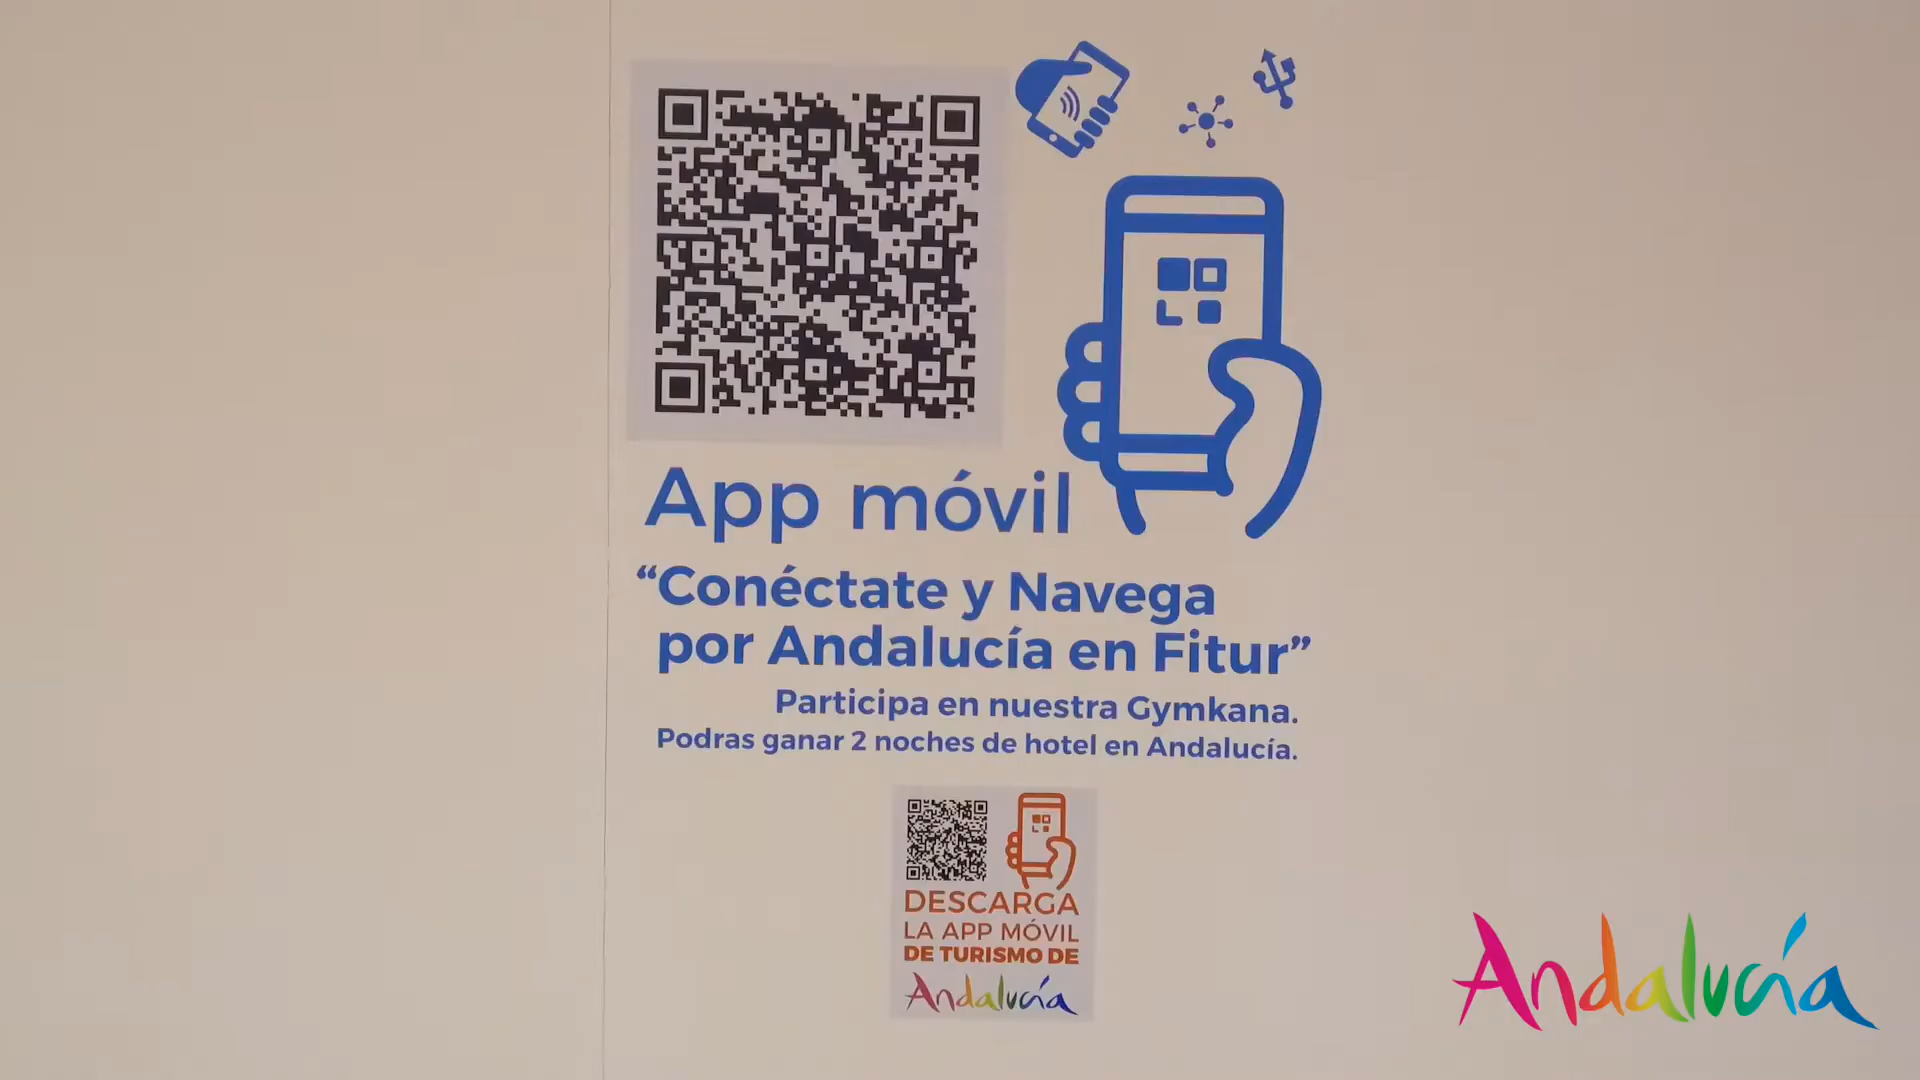 App móvil
“Conéctate y Navega
por Andalucía en Fitur”
Participa en nuestra Gymkana.
Podras ganar 2 noches de hotel en Andalucía.
DESCARGA
LA APP MÓVIL
DE TURISMO DE
Andalucía
Andalucía